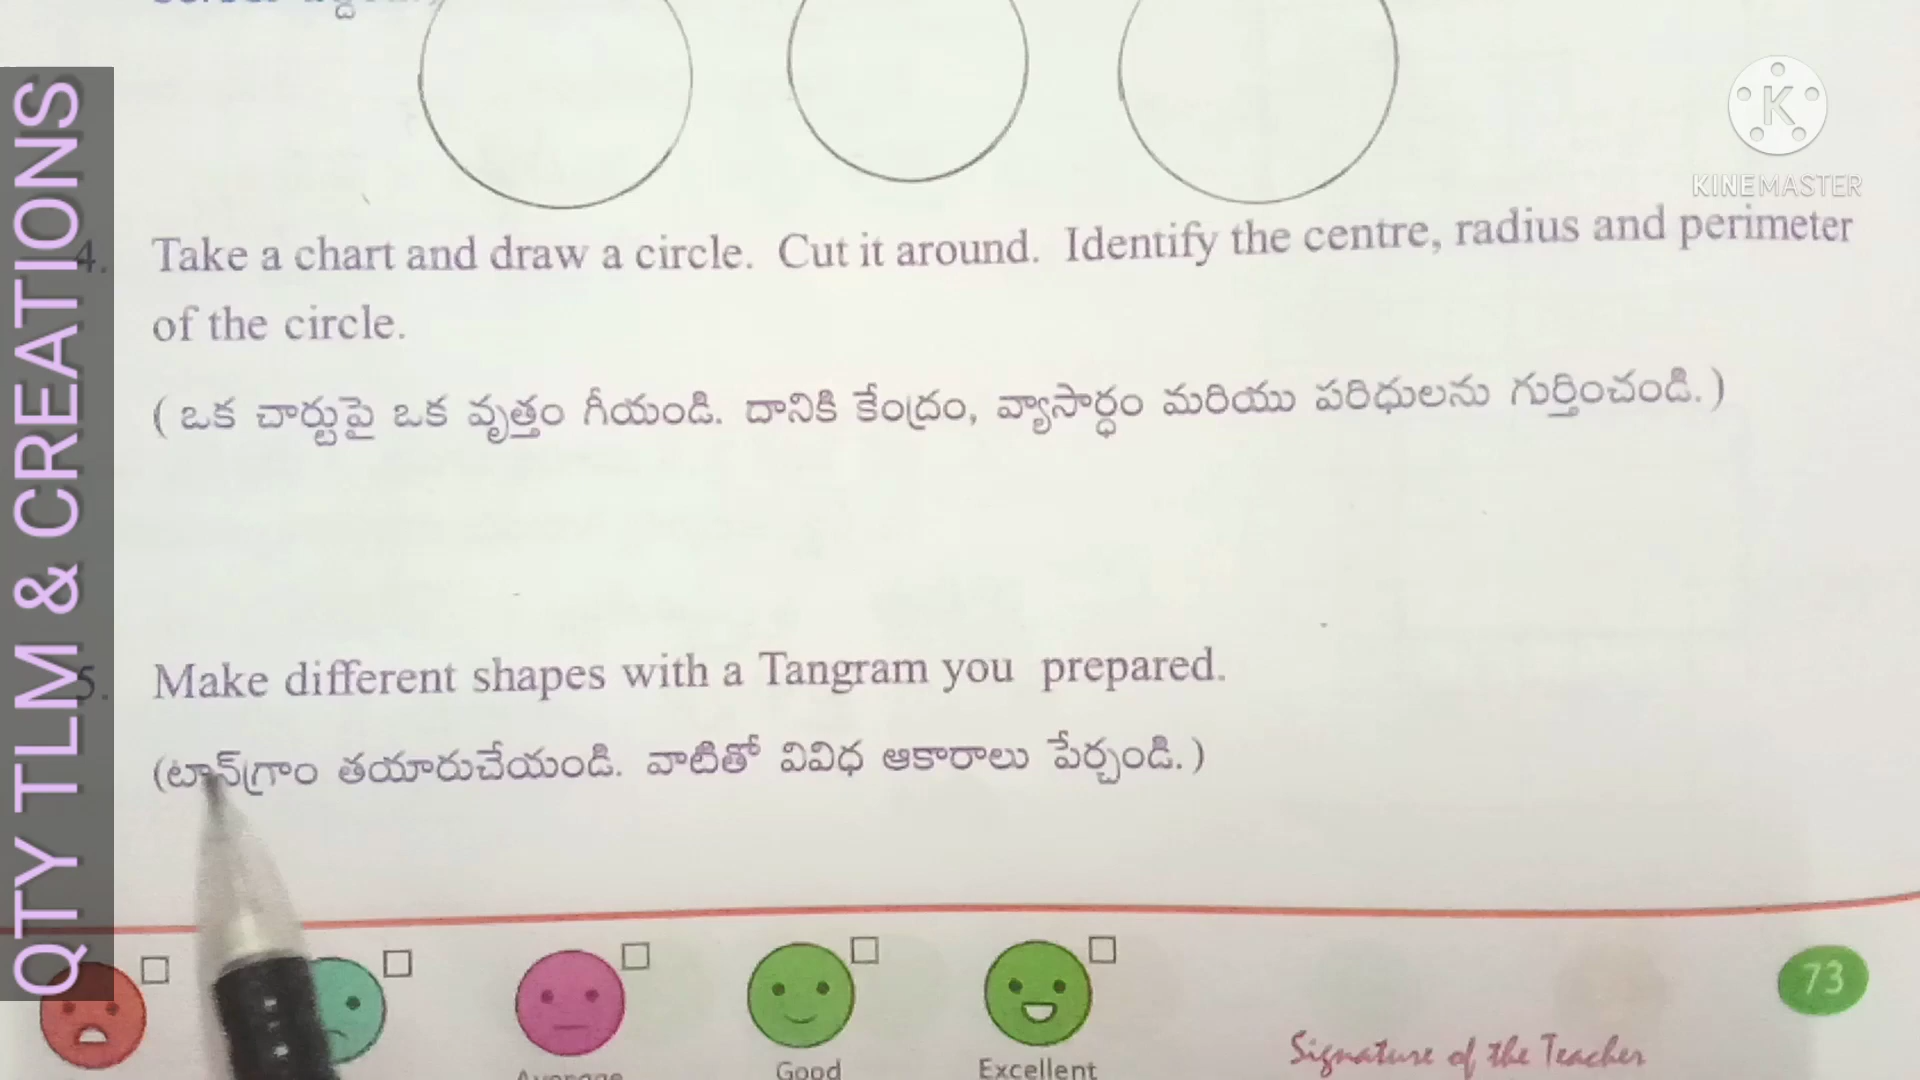 KINEMASTER
QTY TLM & CREATIONS
4. Take a chart and draw a circle. Cut it around. Identify the centre, radius and perimeter
of the circle.
( ఒక చార్టుపై ఒక వృత్తం గీయండి. దానికి కేంద్రం, వ్యాసార్ధం మరియు పరిధులను గుర్తించండి. )
5. Make different shapes with a Tangram you prepared.
(టాన్‌గ్రాం తయారుచేయండి. వాటితో వివిధ ఆకారాలు పేర్చండి. )
73
Average Good Excellent
Signature of the Teacher